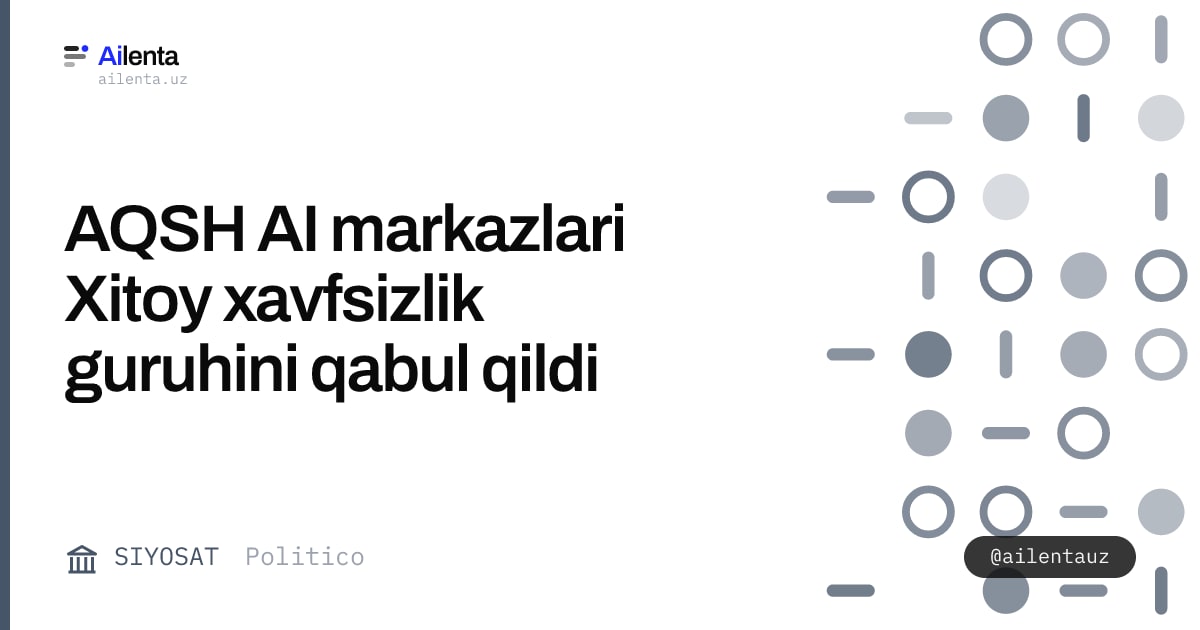 Ailenta
ailenta.uz
AQSH AI markazlari
Xitoy xavfsizlik
guruhini qabul qildi
SIYOSAT Politico
@ailentauz